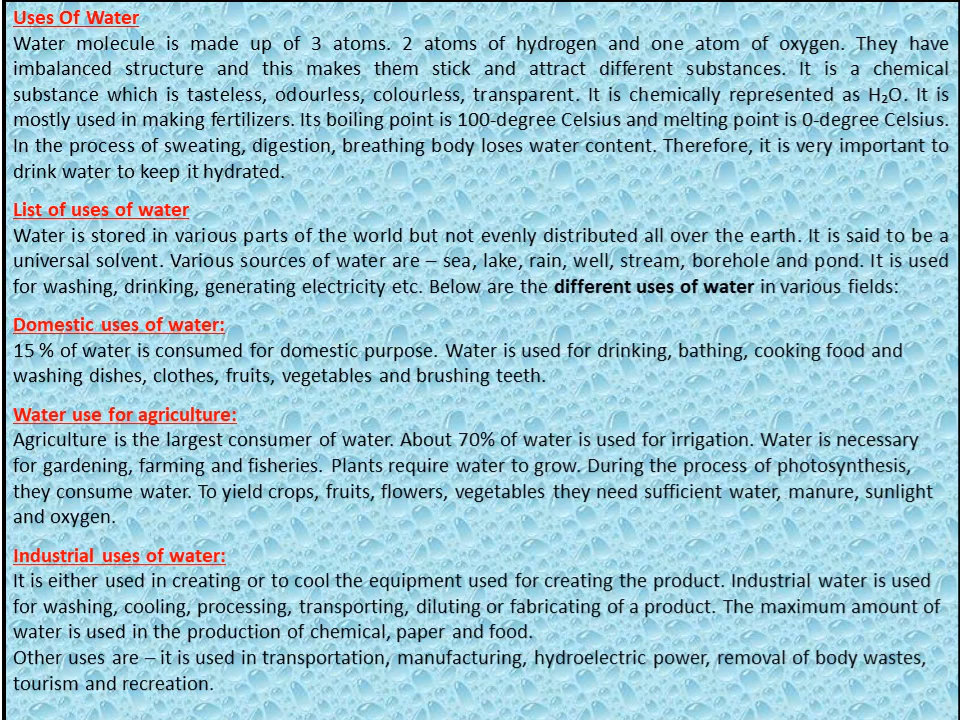 Uses Of Water
Water molecule is made up of 3 atoms. 2 atoms of hydrogen and one atom of oxygen. They have
imbalanced structure and this makes them stick and attract different substances. It is a chemical
substance which is tasteless, odourless, colourless, transparent. It is chemically represented as H₂O. It is
mostly used in making fertilizers. Its boiling point is 100-degree Celsius and melting point is 0-degree Celsius.
In the process of sweating, digestion, breathing body loses water content. Therefore, it is very important to
drink water to keep it hydrated.
List of uses of water
Water is stored in various parts of the world but not evenly distributed all over the earth. It is said to be a
universal solvent. Various sources of water are – sea, lake, rain, well, stream, borehole and pond. It is used
for washing, drinking, generating electricity etc. Below are the different uses of water in various fields:
Domestic uses of water:
15 % of water is consumed for domestic purpose. Water is used for drinking, bathing, cooking food and
washing dishes, clothes, fruits, vegetables and brushing teeth.
Water use for agriculture:
Agriculture is the largest consumer of water. About 70% of water is used for irrigation. Water is necessary
for gardening, farming and fisheries. Plants require water to grow. During the process of photosynthesis,
they consume water. To yield crops, fruits, flowers, vegetables they need sufficient water, manure, sunlight
and oxygen.
Industrial uses of water:
It is either used in creating or to cool the equipment used for creating the product. Industrial water is used
for washing, cooling, processing, transporting, diluting or fabricating of a product. The maximum amount of
water is used in the production of chemical, paper and food.
Other uses are – it is used in transportation, manufacturing, hydroelectric power, removal of body wastes,
tourism and recreation.